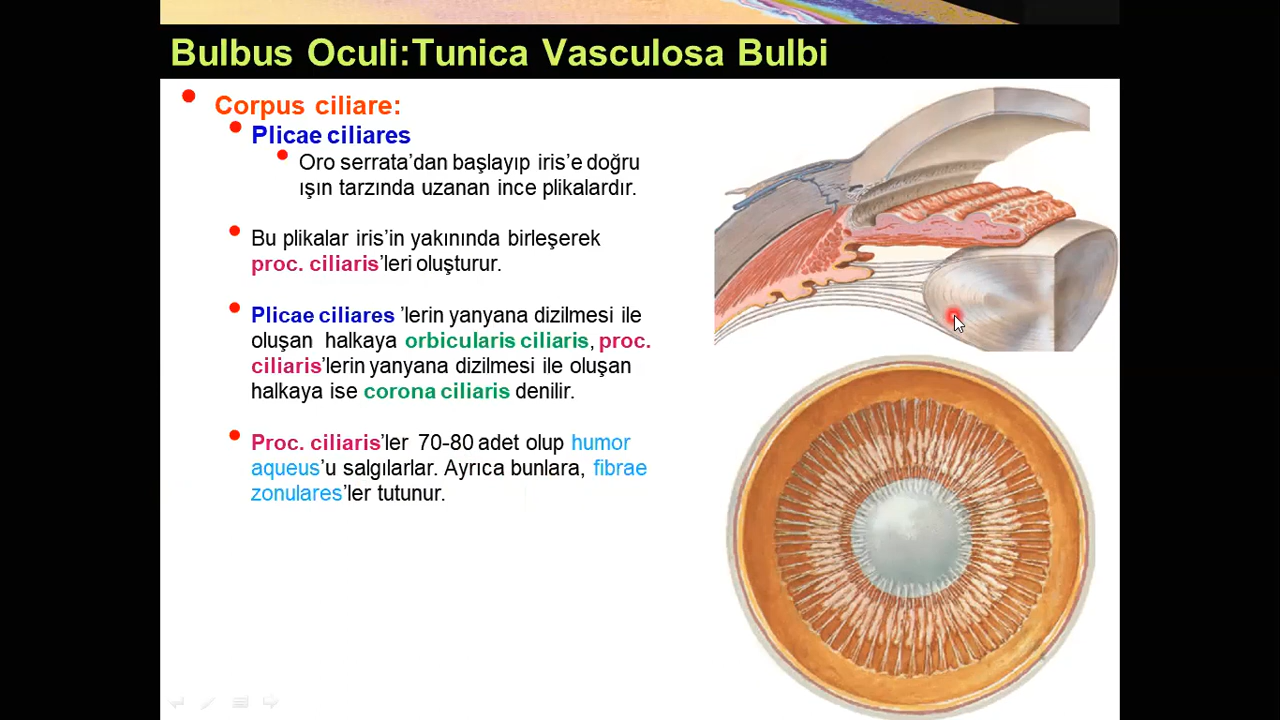 Bulbus Oculi:Tunica Vasculosa Bulbi
Corpus ciliare:
Plicae ciliares
Oro serrata’dan başlayıp iris’e doğru
ışın tarzında uzanan ince plikalardır.
Bu plikalar iris’in yakınında birleşerek
proc. ciliaris’leri oluşturur.
Plicae ciliares ’lerin yanyana dizilmesi ile
oluşan halkaya orbicularis ciliaris, proc.
ciliaris’lerin yanyana dizilmesi ile oluşan
halkaya ise corona ciliaris denilir.
Proc. ciliaris’ler 70-80 adet olup humor
aqueus’u salgılarlar. Ayrıca bunlara, fibrae
zonulares’ler tutunur.